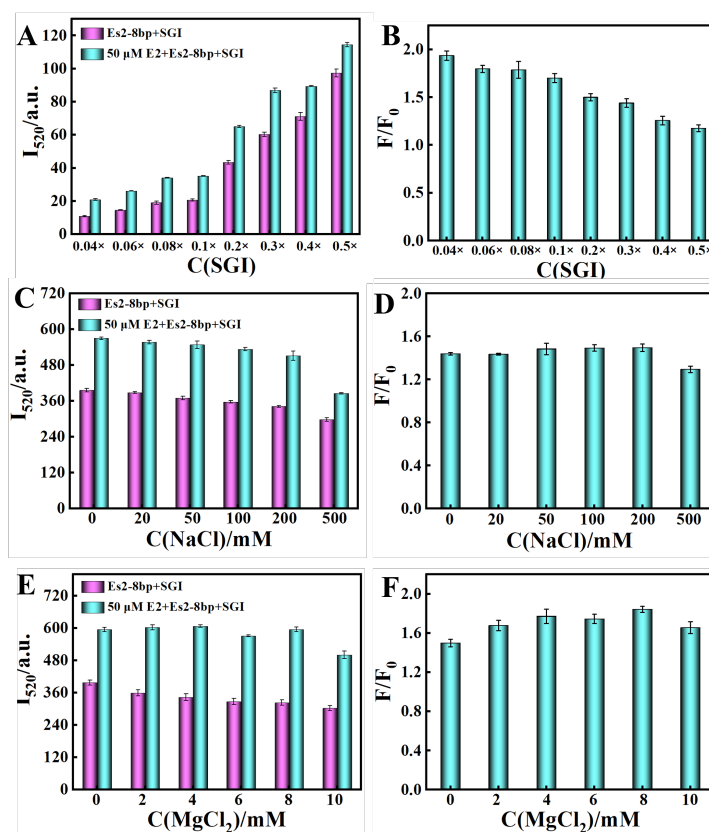 A
Es2-8bp+SGI
50 μM E2+Es2-8bp+SGI
I520/a.u.
120
100
80
60
40
20
0
0.04× 0.06× 0.08× 0.1× 0.2× 0.3× 0.4× 0.5×
C(SGI)
B
F/F0
2.0
1.5
1.0
0.5
0.0
0.04× 0.06× 0.08× 0.1× 0.2× 0.3× 0.4× 0.5×
C(SGI)
C
Es2-8bp+SGI
50 μM E2+Es2-8bp+SGI
I520/a.u.
720
600
480
360
240
120
0
0 20 50 100 200 500
C(NaCl)/mM
D
F/F0
2.0
1.6
1.2
0.8
0.4
0.0
0 20 50 100 200 500
C(NaCl)/mM
E
Es2-8bp+SGI
50 μM E2+Es2-8bp+SGI
I520/a.u.
720
600
480
360
240
120
0
0 2 4 6 8 10
C(MgCl2)/mM
F
F/F0
2.0
1.6
1.2
0.8
0.4
0.0
0 2 4 6 8 10
C(MgCl2)/mM